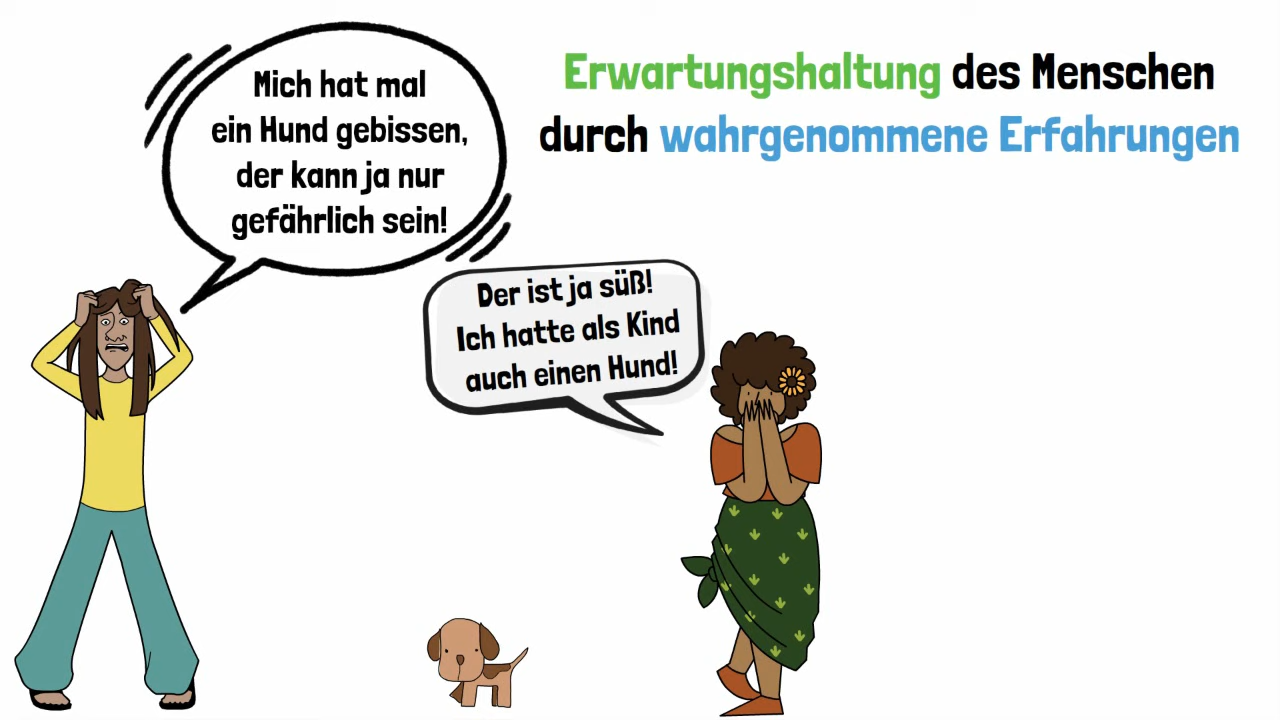 Erwartungshaltung des Menschen
durch wahrgenommene Erfahrungen
Mich hat mal
ein Hund gebissen,
der kann ja nur
gefährlich sein!
Der ist ja süß!
Ich hatte als Kind
auch einen Hund!